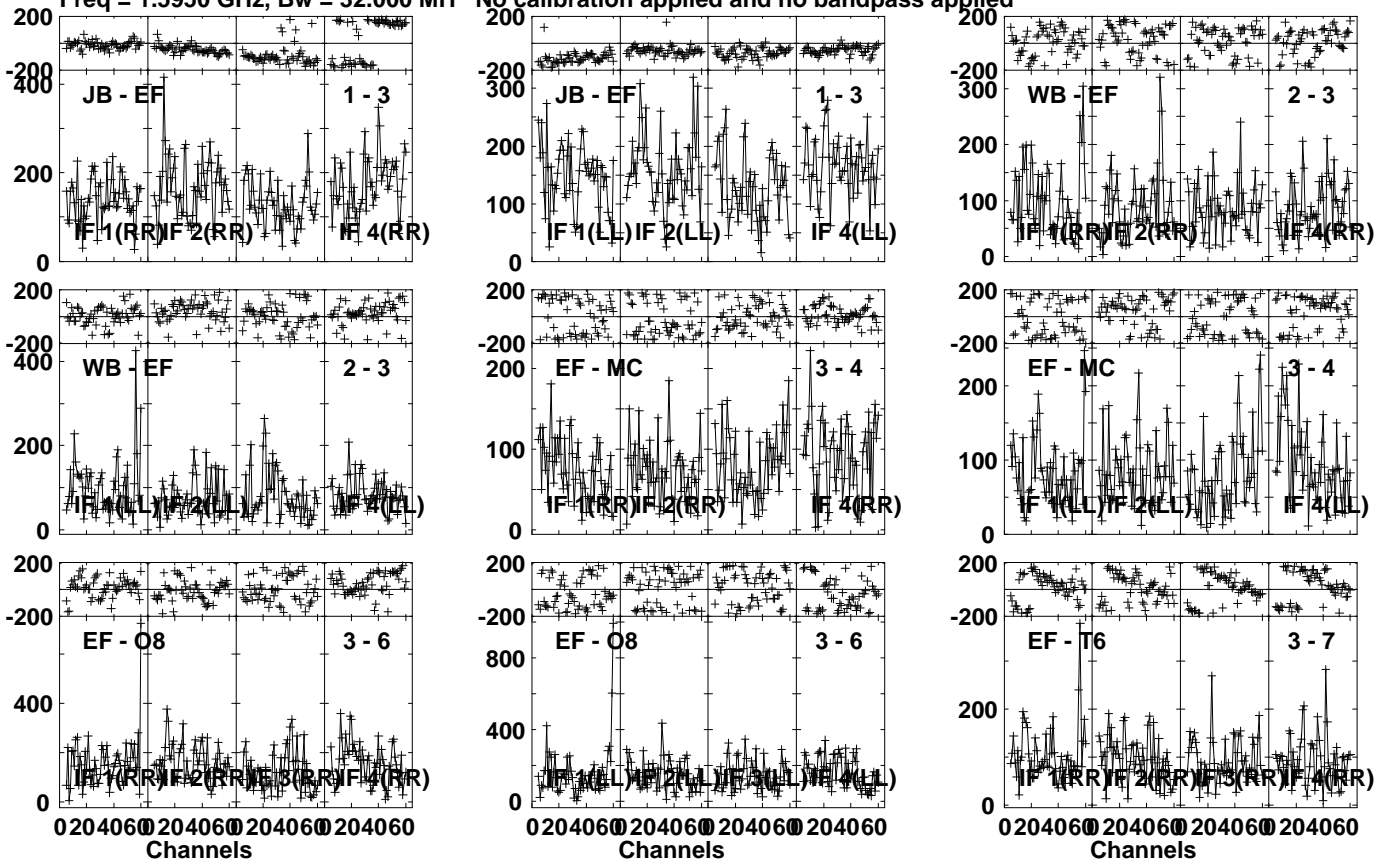 Freq = 1.5950 GHz, Bw = 32.000 MH No calibration applied and no bandpass applied
200
-200
400
200
0
JB - EF
1 - 3
IF 1(RR)
IF 2(RR)
IF 4(RR)
300
200
100
0
200
-200
JB - EF
1 - 3
IF 1(LL)
IF 2(LL)
IF 4(LL)
200
-200
300
200
100
0
WB - EF
2 - 3
IF 1(RR)
IF 2(RR)
IF 4(RR)
200
-200
400
200
0
WB - EF
2 - 3
IF 1(LL)
IF 2(LL)
IF 4(LL)
200
-200
200
100
0
EF - MC
3 - 4
IF 1(RR)
IF 2(RR)
IF 4(RR)
200
-200
200
100
0
EF - MC
3 - 4
IF 1(LL)
IF 2(LL)
IF 4(LL)
200
-200
400
0
EF - O8
3 - 6
IF 1(RR)
IF 2(RR)
IF 3(RR)
IF 4(RR)
0 20 40 60 0 20 40 60 0 20 40 60 0 20 40 60
Channels
200
-200
800
400
0
EF - O8
3 - 6
IF 1(LL)
IF 2(LL)
IF 3(LL)
IF 4(LL)
0 20 40 60 0 20 40 60 0 20 40 60 0 20 40 60
Channels
200
-200
200
0
EF - T6
3 - 7
IF 1(RR)
IF 2(RR)
IF 3(RR)
IF 4(RR)
0 20 40 60 0 20 40 60 0 20 40 60 0 20 40 60
Channels